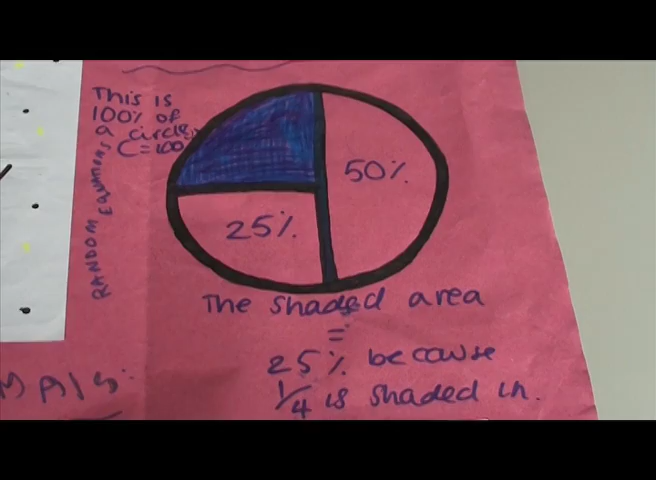 This is
100% of
a circle
C=100
RANDOM EQUATIONS
50%
25%
The shaded area
=
25% because
1/4 is shaded in.
MALS: